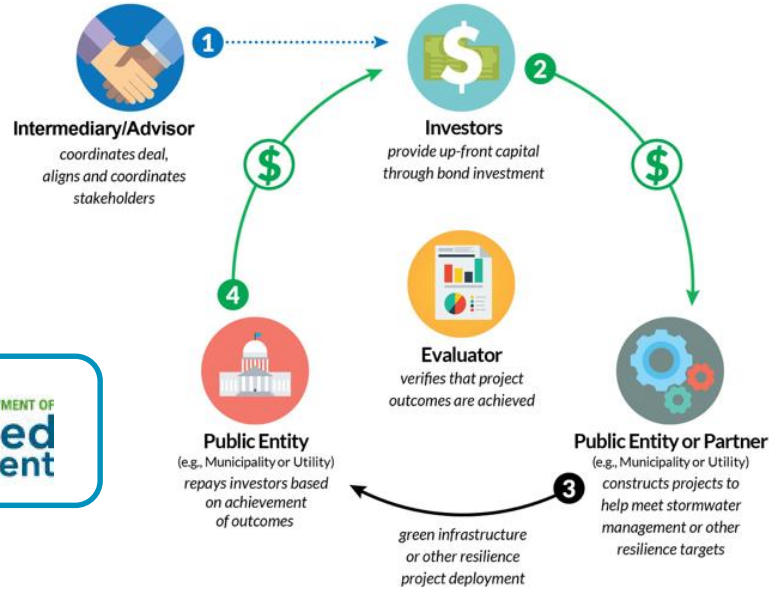 1
$
2
Intermediary/Advisor
coordinates deal,
aligns and coordinates
stakeholders
Investors
provide up-front capital
through bond investment
$
$
4
Evaluator
verifies that project
outcomes are achieved
Public Entity
(e.g., Municipality or Utility)
repays investors based
on achievement
of outcomes
Public Entity or Partner
(e.g., Municipality or Utility)
constructs projects to
help meet stormwater
management or other
resilience targets
3
green infrastructure
or other resilience
project deployment
OF